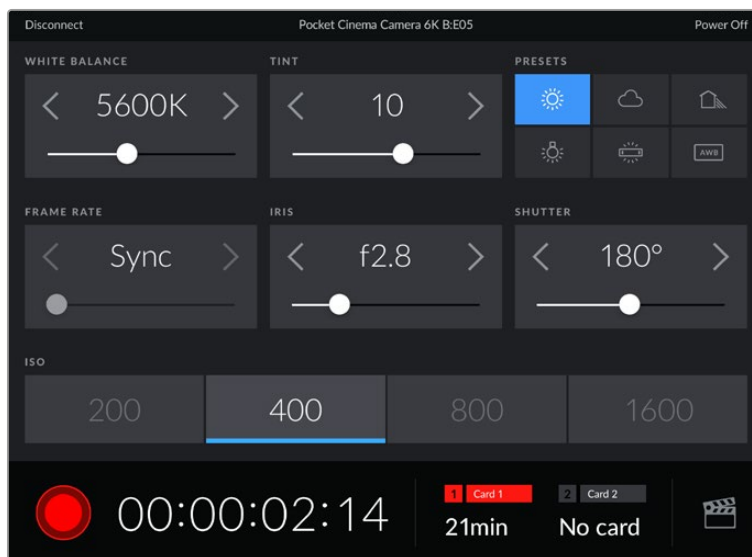 Disconnect Pocket Cinema Camera 6K B:E05 Power Off
WHITE BALANCE TINT PRESETS
5600K 10
AWB
FRAME RATE IRIS SHUTTER
Sync f2.8 180°
ISO
200 400 800 1600
00:00:02:14
1 Card 1 2 Card 2
21min No card